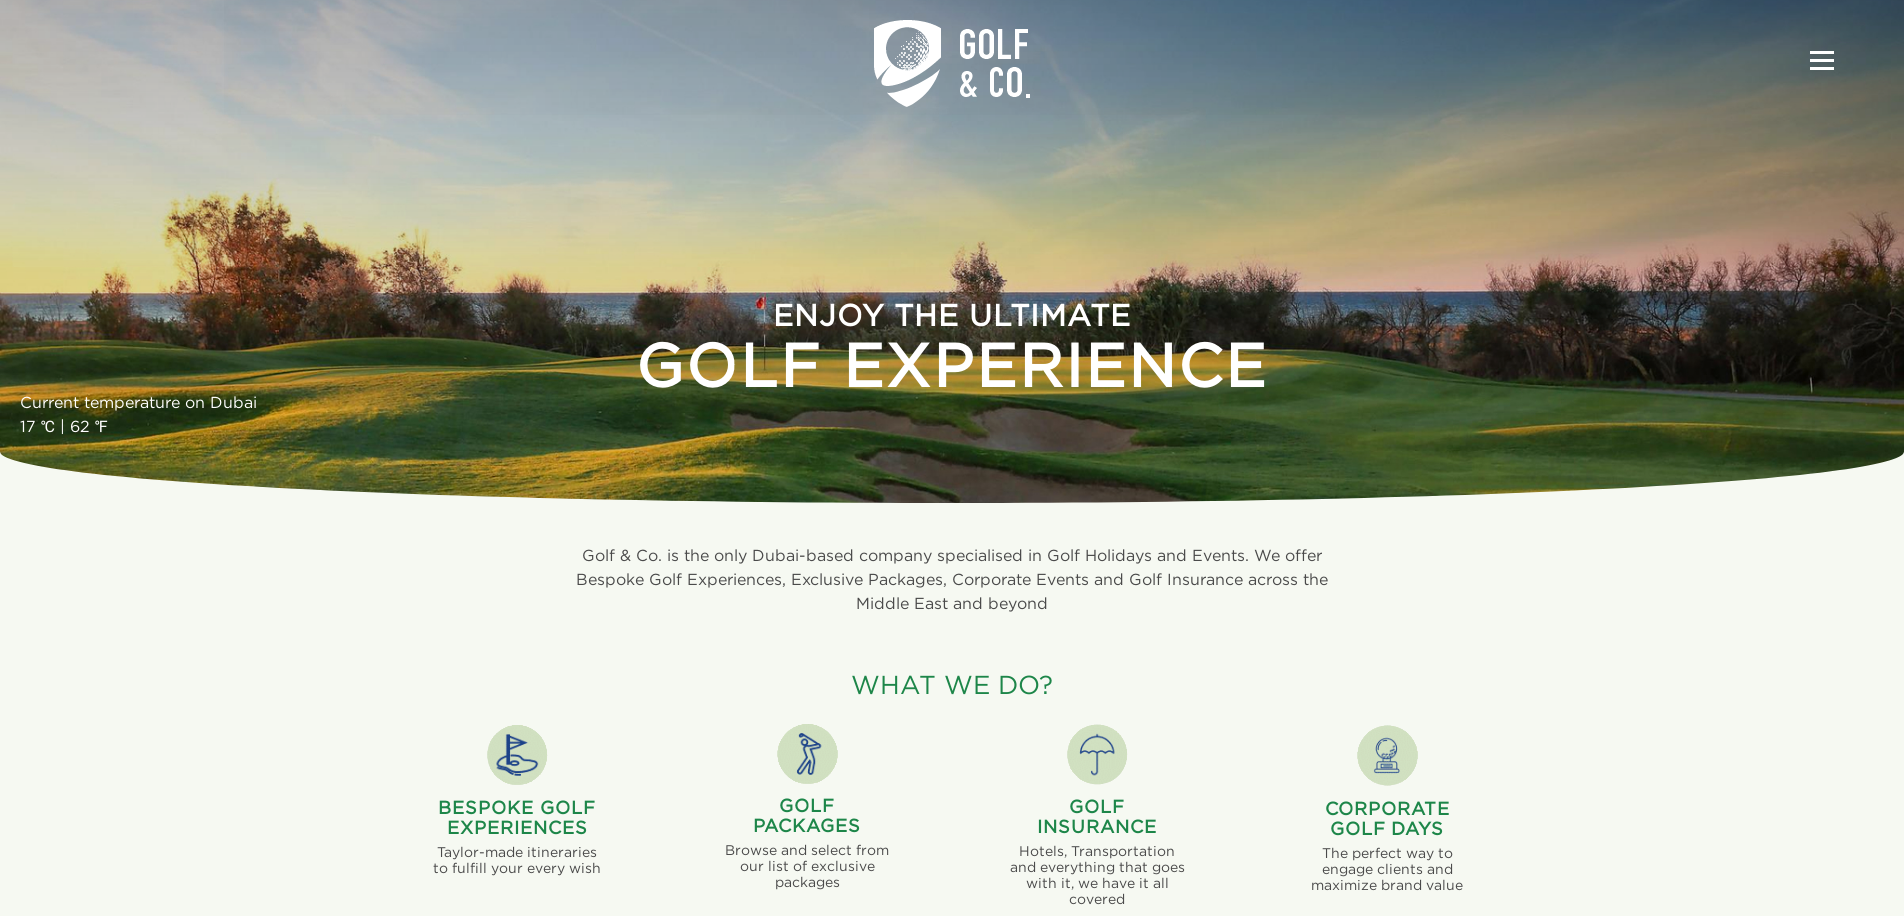 GOLF
& CO.
ENJOY THE ULTIMATE
GOLF EXPERIENCE
Current temperature on Dubai
17 ℃ | 62 ℉
Golf & Co. is the only Dubai-based company specialised in Golf Holidays and Events. We offer
Bespoke Golf Experiences, Exclusive Packages, Corporate Events and Golf Insurance across the
Middle East and beyond
WHAT WE DO?
BESPOKE GOLF
EXPERIENCES
Taylor-made itineraries
to fulfill your every wish
GOLF
PACKAGES
Browse and select from
our list of exclusive
packages
GOLF
INSURANCE
Hotels, Transportation
and everything that goes
with it, we have it all
covered
CORPORATE
GOLF DAYS
The perfect way to
engage clients and
maximize brand value